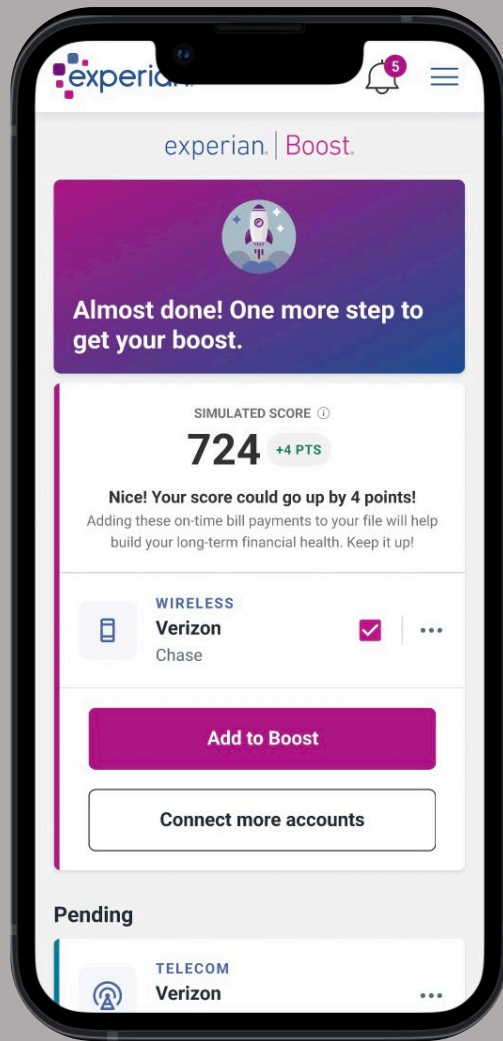 experian.
5
experian. | Boost.
Almost done! One more step to
get your boost.
SIMULATED SCORE ⓘ
724 +4 PTS
Nice! Your score could go up by 4 points!
Adding these on-time bill payments to your file will help
build your long-term financial health. Keep it up!
WIRELESS
Verizon
Chase
Add to Boost
Connect more accounts
Pending
TELECOM
Verizon